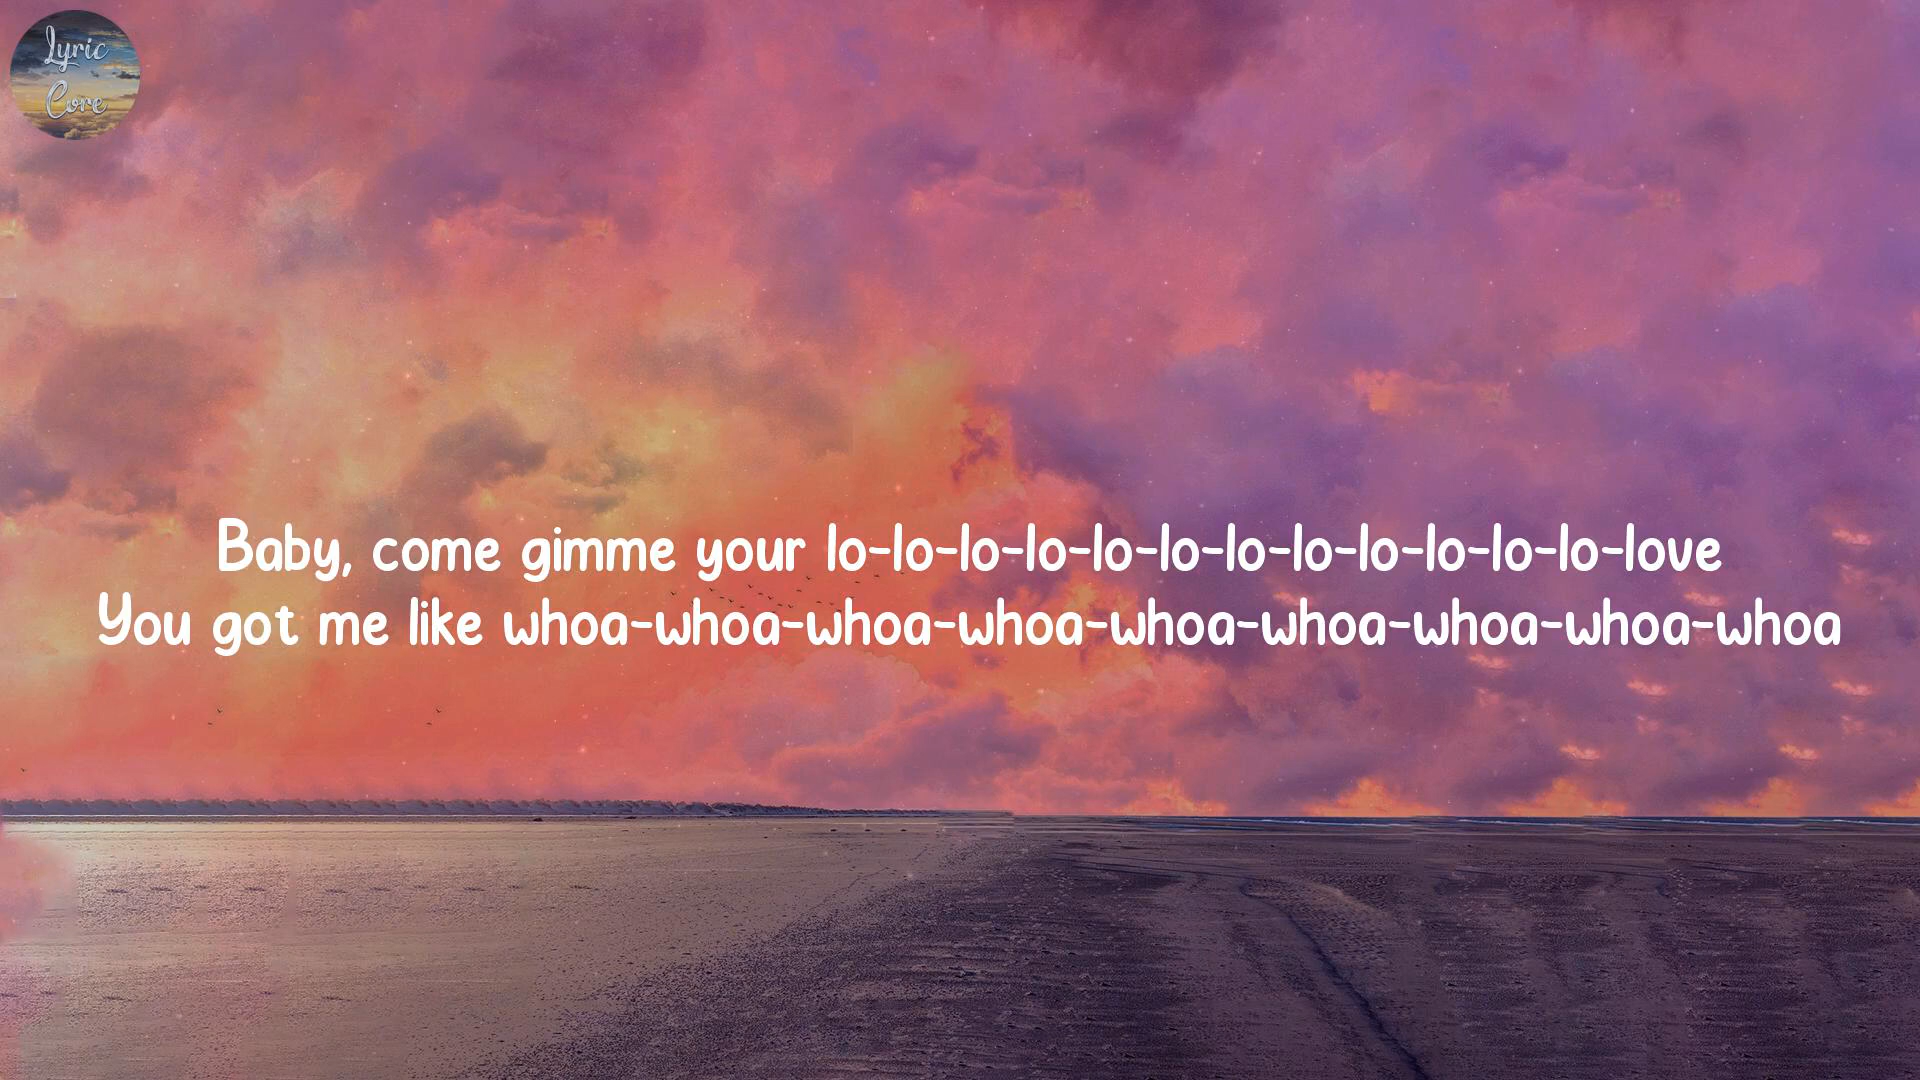 Lyric
Core
Baby, come gimme your lo-lo-lo-lo-lo-lo-lo-lo-lo-lo-lo-lo-love
You got me like whoa-whoa-whoa-whoa-whoa-whoa-whoa-whoa-whoa